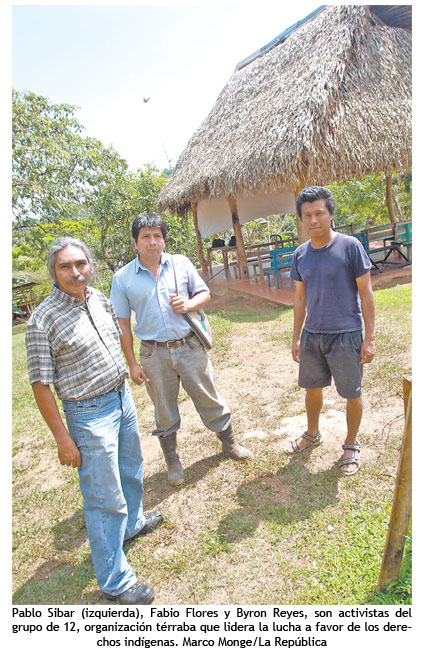 Pablo Sibar (izquierda), Fabio Flores y Byron Reyes, son activistas del
grupo de 12, organización térraba que lidera la lucha a favor de los dere-
chos indígenas. Marco Monge/La República